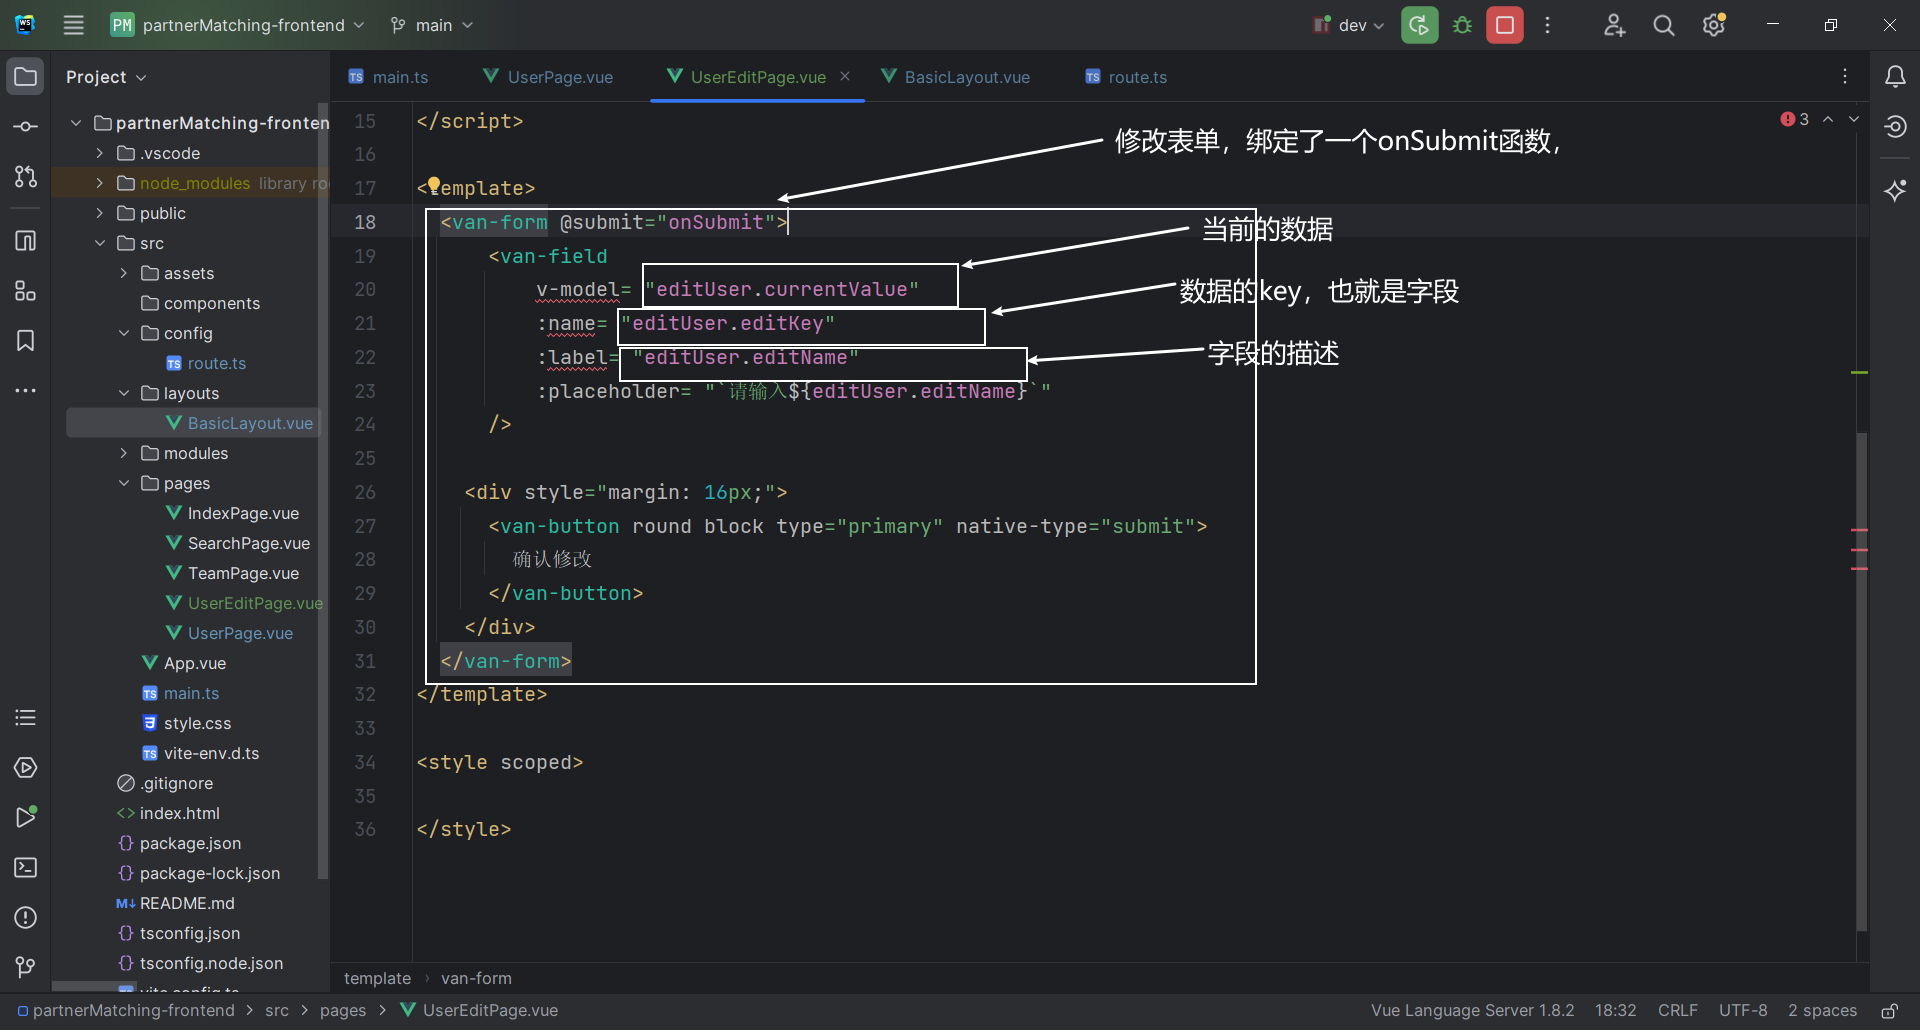 PM partnerMatching-frontend main dev
Project
main.ts UserPage.vue UserEditPage.vue BasicLayout.vue route.ts
partnerMatching-fronten
.vscode
node_modules library ro
public
src
assets
components
config
route.ts
layouts
BasicLayout.vue
modules
pages
IndexPage.vue
SearchPage.vue
TeamPage.vue
UserEditPage.vue
UserPage.vue
App.vue
main.ts
style.css
vite-env.d.ts
.gitignore
index.html
package.json
package-lock.json
README.md
tsconfig.json
tsconfig.node.json
vite.config.ts
3
15 </script>
16
17 <template>
18 <van-form @submit="onSubmit">
19 <van-field
20 v-model= "editUser.currentValue"
21 :name= "editUser.editKey"
22 :label= "editUser.editName"
23 :placeholder= "`请输入${editUser.editName}`"
24 />
25
26 <div style="margin: 16px;">
27 <van-button round block type="primary" native-type="submit">
28 确认修改
29 </van-button>
30 </div>
31 </van-form>
32 </template>
33
34 <style scoped>
35
36 </style>
修改表单，绑定了一个onSubmit函数，
当前的数据
数据的key，也就是字段
字段的描述
template › van-form
partnerMatching-frontend > src > pages > UserEditPage.vue
Vue Language Server 1.8.2 18:32 CRLF UTF-8 2 spaces